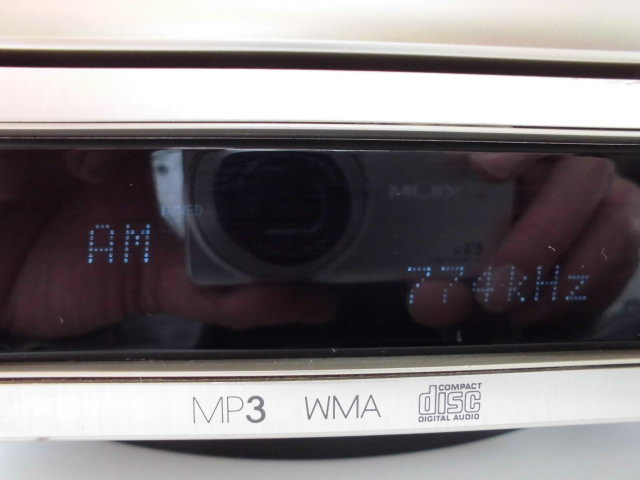 AM
774kHz
MP3 WMA COMPACT
disc
DIGITAL AUDIO